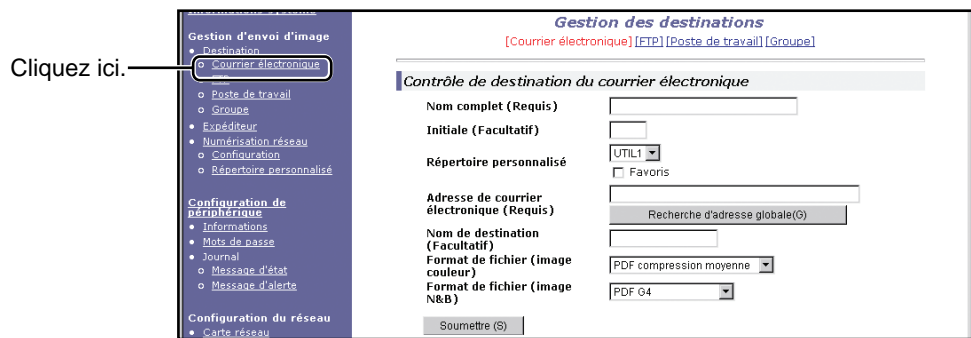 Cliquez ici.
Gestion d'envoi d'image
Destination
Courrier électronique
Poste de travail
Groupe
Expéditeur
Numérisation réseau
Configuration
Répertoire personnalisé
Configuration de
périphérique
Informations
Mots de passe
Journal
Message d'état
Message d'alerte
Configuration du réseau
Carte réseau
Gestion des destinations
[Courrier électronique] [FTP] [Poste de travail] [Groupe]
Contrôle de destination du courrier électronique
Nom complet (Requis)
Initiale (Facultatif)
Répertoire personnalisé
UTIL1
Favoris
Adresse de courrier
électronique (Requis)
Recherche d'adresse globale(G)
Nom de destination
(Facultatif)
Format de fichier (image
couleur)
PDF compression moyenne
Format de fichier (image
N&B)
PDF G4
Soumettre (S)